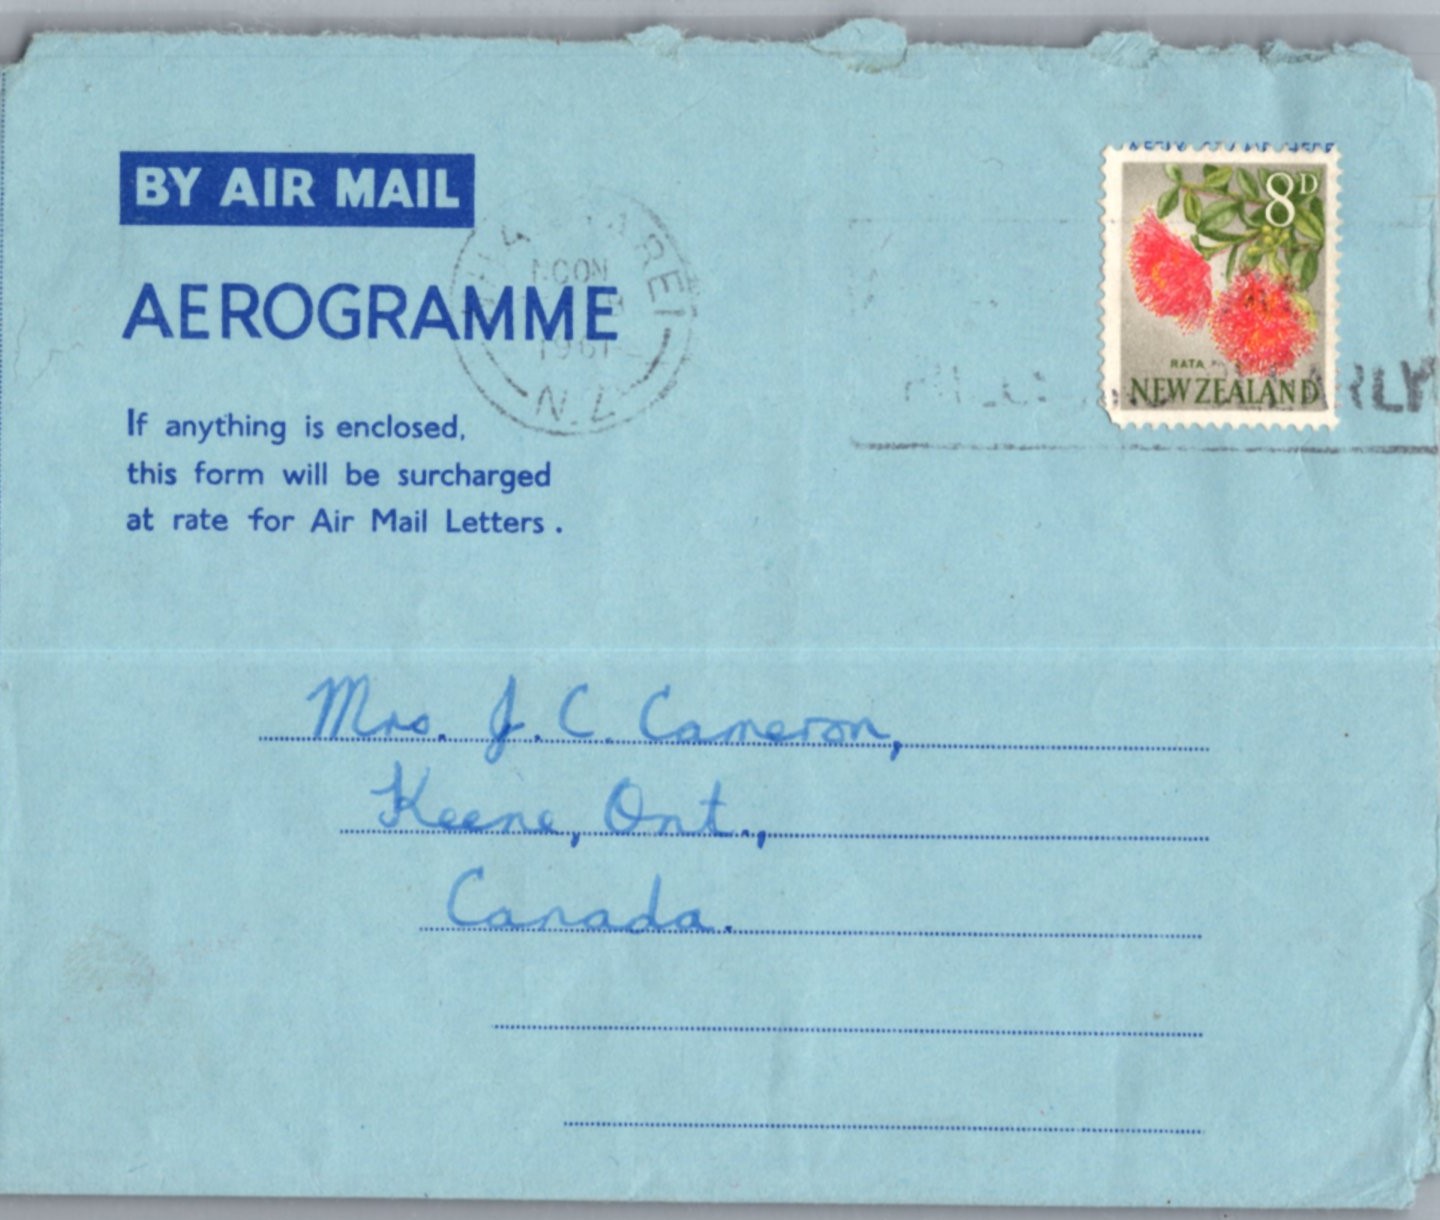 BY AIR MAIL
AEROGRAMME
If anything is enclosed,
this form will be surcharged
at rate for Air Mail Letters.
NOON
1961
N.Z.
8D
RATA
NEW ZEALAND
Mrs. J. C. Cameron,
Keene, Ont.,
Canada.